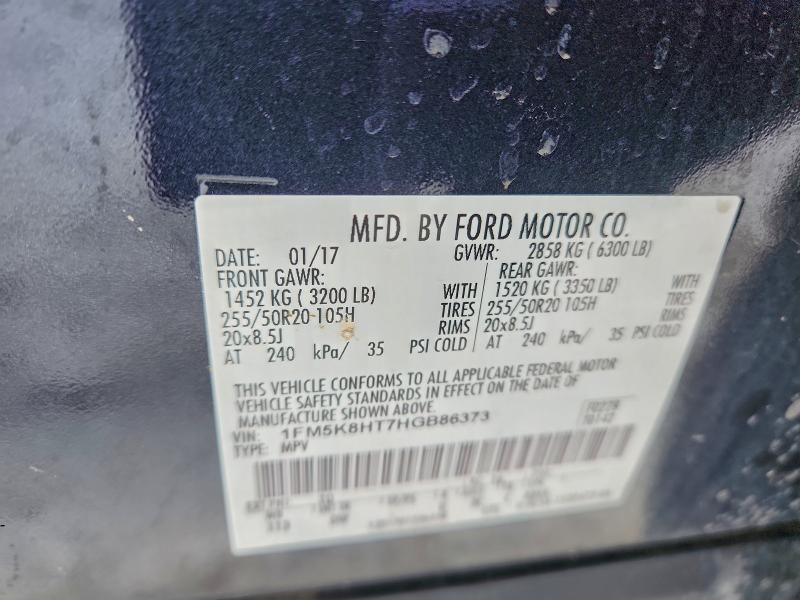 MFD. BY FORD MOTOR CO.
DATE: 01/17 GVWR: 2858 KG ( 6300 LB)
FRONT GAWR: REAR GAWR:
1452 KG ( 3200 LB) WITH 1520 KG ( 3350 LB) WITH
255/50R20 105H TIRES 255/50R20 105H TIRES
20x8.5J RIMS 20x8.5J RIMS
AT 240 kPa/ 35 PSI COLD AT 240 kPa/ 35 PSI COLD
THIS VEHICLE CONFORMS TO ALL APPLICABLE FEDERAL MOTOR
VEHICLE SAFETY STANDARDS IN EFFECT ON THE DATE OF
MANUFACTURE SHOWN ABOVE.
VIN: 1FM5K8HT7HGB86373
TYPE: MPV